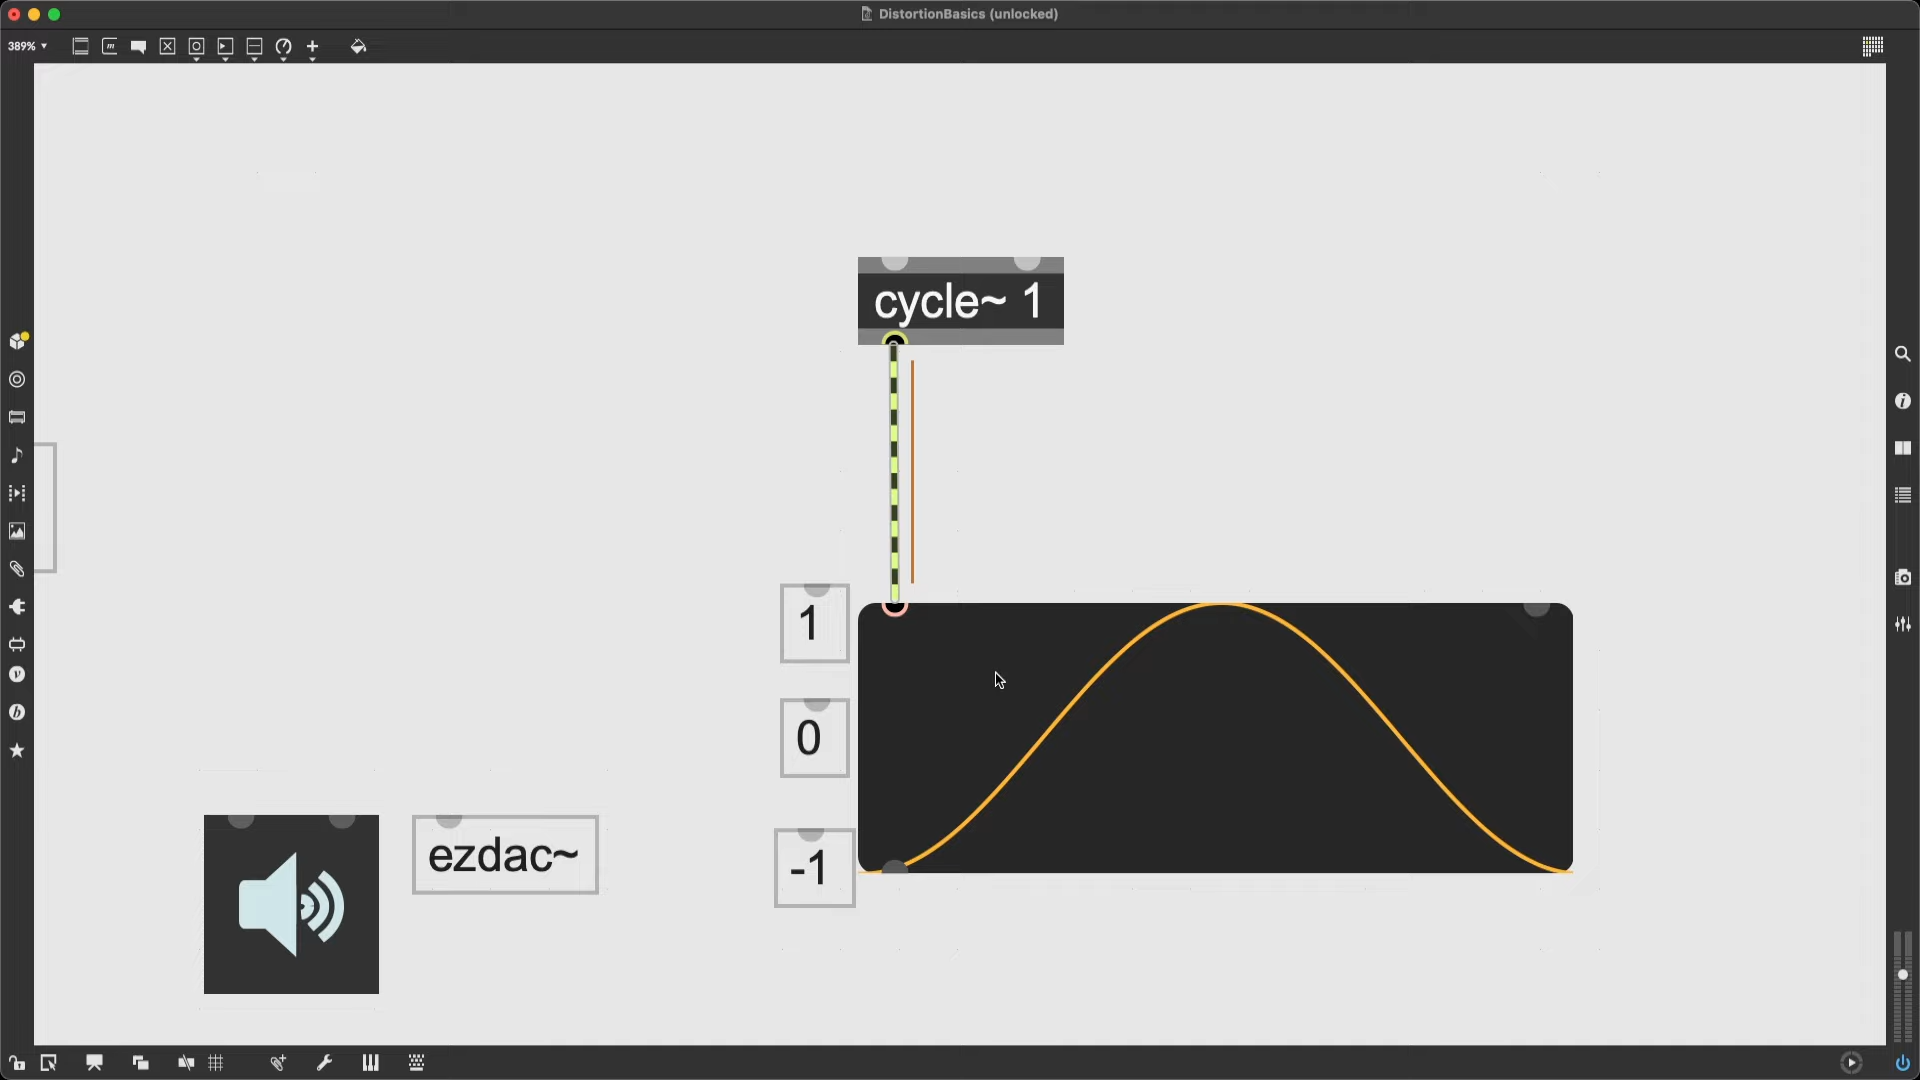 DistortionBasics (unlocked)
389%
cycle~ 1
1
0
-1
ezdac~